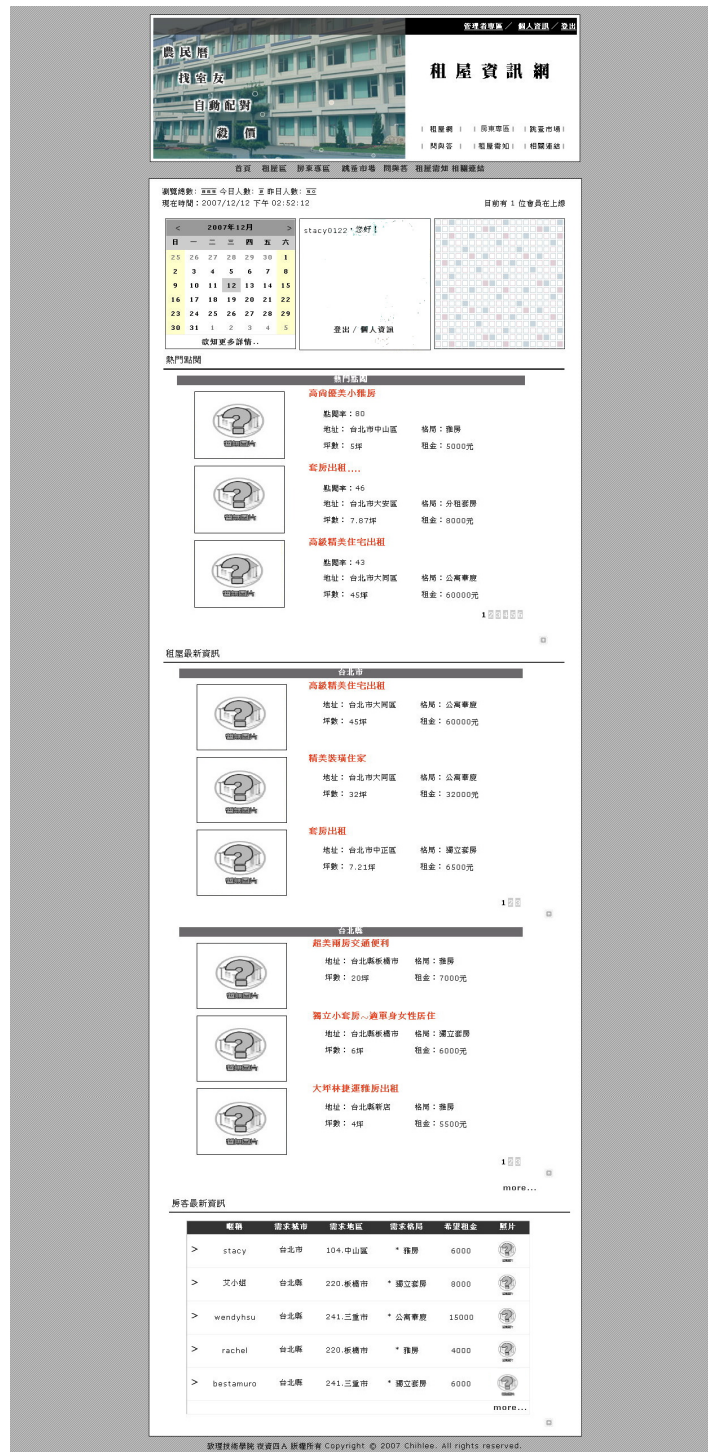 管理者專區／ 個人資訊／登出
農民曆
找室友
自動配對
殺價
租屋資訊網
| 租屋網 | | 房東專區 | | 跳蚤市場 |
| 問與答 | | 租屋需知 | | 相關連結 |
首頁 租屋區 房東專區 跳蚤市場 問與答 租屋需知 相關連結
瀏覽總數: 今日人數: 昨日人數:
現在時間：2007/12/12 下午 02:52:12
目前有 1 位會員在上線
< 2007年12月 >
日 一 二 三 四 五 六
25 26 27 28 29 30 1
2 3 4 5 6 7 8
9 10 11 12 13 14 15
16 17 18 19 20 21 22
23 24 25 26 27 28 29
30 31 1 2 3 4 5
欲知更多詳情..
stacy0122，您好！
登出 / 個人資訊
熱門點閱
熱門點閱
高尚優美小雅房
點閱率：80
地址： 台北市中山區 格局：雅房
坪數： 5坪 租金：5000元
套房出租....
點閱率：46
地址： 台北市大安區 格局：分租套房
坪數： 7.87坪 租金：8000元
高級精美住宅出租
點閱率：43
地址： 台北市大同區 格局：公寓華廈
坪數： 45坪 租金：60000元
1 2 3 4 5 6
租屋最新資訊
台北市
高級精美住宅出租
地址： 台北市大同區 格局：公寓華廈
坪數： 45坪 租金：60000元
精美裝璜住家
地址： 台北市大同區 格局：公寓華廈
坪數： 32坪 租金：32000元
套房出租
地址： 台北市中正區 格局：獨立套房
坪數： 7.21坪 租金：6500元
1 2 3
台北縣
超美兩房交通便利
地址： 台北縣板橋市 格局：雅房
坪數： 20坪 租金：7000元
獨立小套房~適單身女性居住
地址： 台北縣板橋市 格局：獨立套房
坪數： 6坪 租金：6000元
大坪林捷運雅房出租
地址： 台北縣新店 格局：雅房
坪數： 4坪 租金：5500元
1 2 3
more...
房客最新資訊
暱稱 需求城市 需求地區 需求格局 希望租金 照片
> stacy 台北市 104.中山區 * 雅房 6000
> 艾小姐 台北縣 220.板橋市 * 獨立套房 8000
> wendyhsu 台北縣 241.三重市 * 公寓華廈 15000
> rachel 台北縣 220.板橋市 * 雅房 4000
> bestamuro 台北縣 241.三重市 * 獨立套房 6000
more...
致理技術學院 夜資四A 版權所有 Copyright © 2007 Chihlee. All rights reserved.